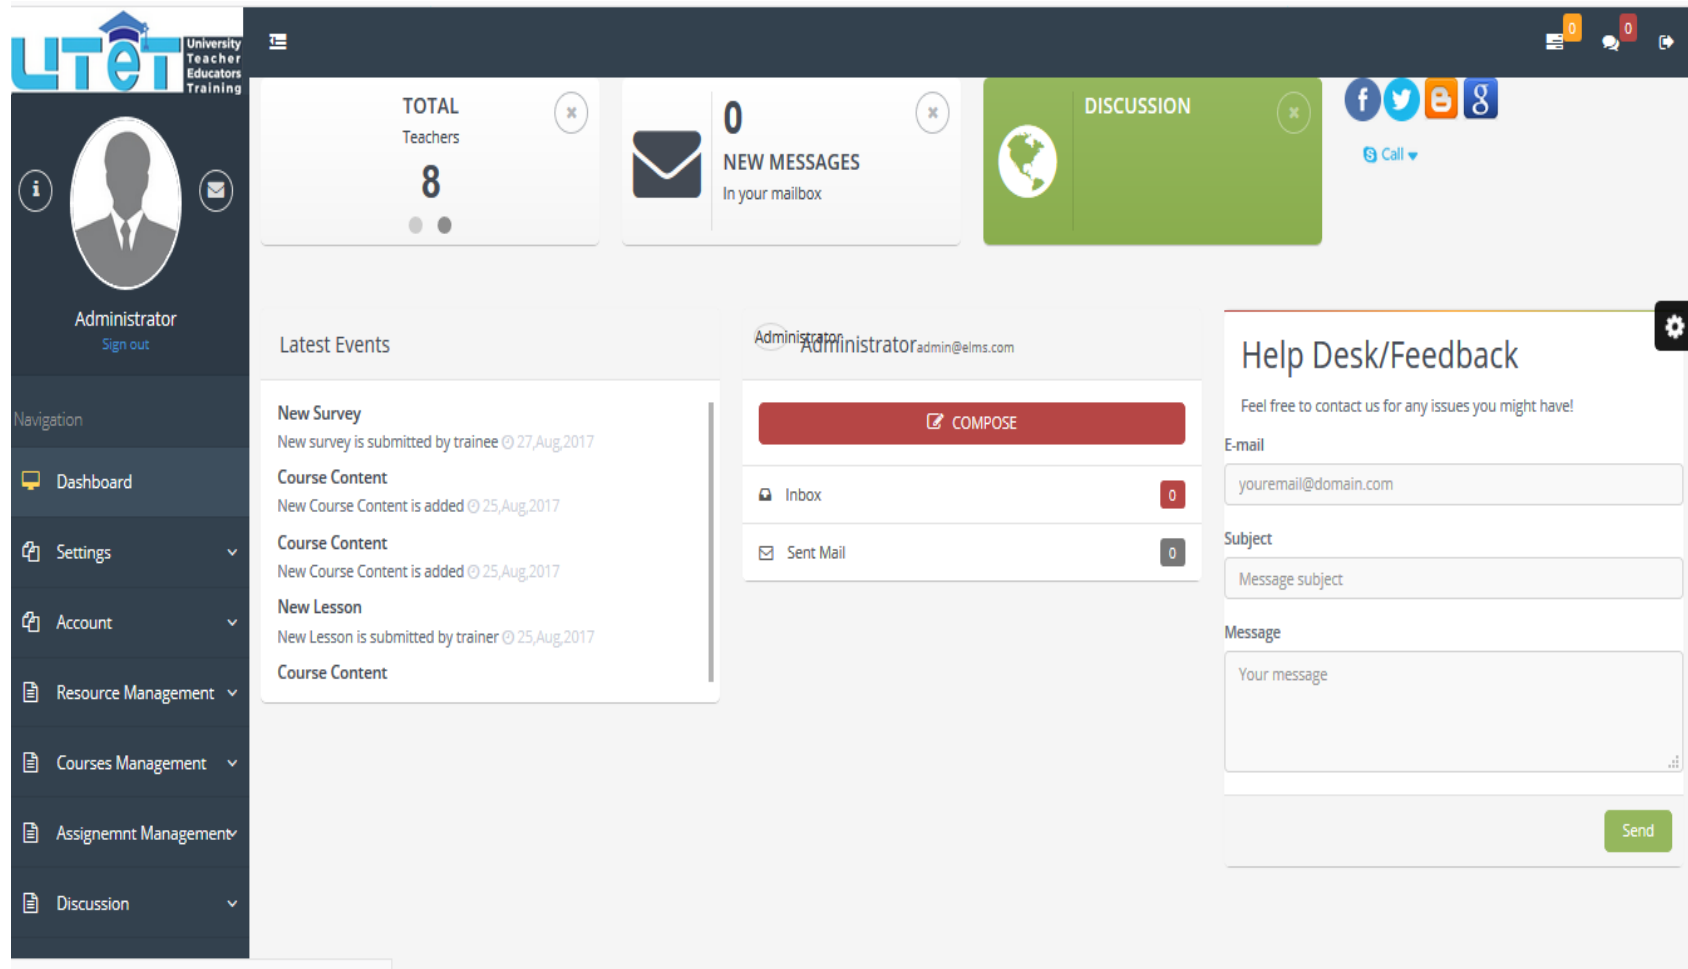 UTET
University
Teacher
Educators
Training
0
0
Administrator
Sign out
Navigation
Dashboard
Settings
Account
Resource Management
Courses Management
Assignemnt Management
Discussion
TOTAL
Teachers
8
0
NEW MESSAGES
In your mailbox
DISCUSSION
Call
Latest Events
New Survey
New survey is submitted by trainee 27,Aug,2017
Course Content
New Course Content is added 25,Aug,2017
Course Content
New Course Content is added 25,Aug,2017
New Lesson
New Lesson is submitted by trainer 25,Aug,2017
Course Content
Administrator
Administrator admin@elms.com
COMPOSE
Inbox 0
Sent Mail 0
Help Desk/Feedback
Feel free to contact us for any issues you might have!
E-mail
youremail@domain.com
Subject
Message subject
Message
Your message
Send